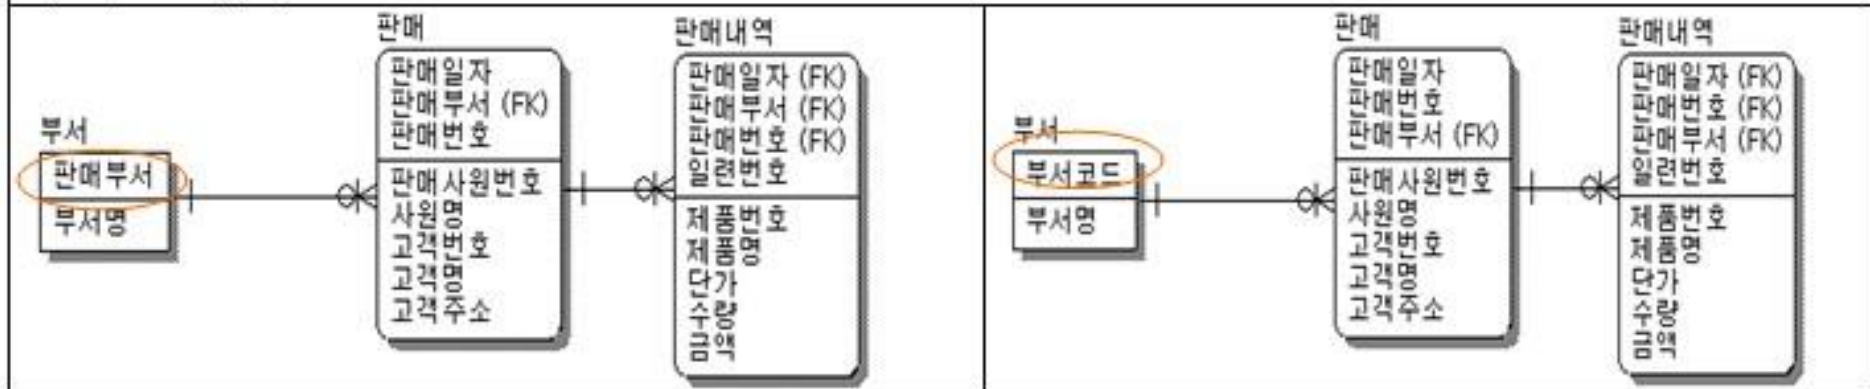 부서
판매부서
부서명
판매
판매일자
판매부서 (FK)
판매번호
판매사원번호
사원명
고객번호
고객명
고객주소
판매내역
판매일자 (FK)
판매부서 (FK)
판매번호 (FK)
일련번호
제품번호
제품명
단가
수량
금액
부서
부서코드
부서명
판매
판매일자
판매번호
판매부서 (FK)
판매사원번호
사원명
고객번호
고객명
고객주소
판매내역
판매일자 (FK)
판매번호 (FK)
판매부서 (FK)
일련번호
제품번호
제품명
단가
수량
금액